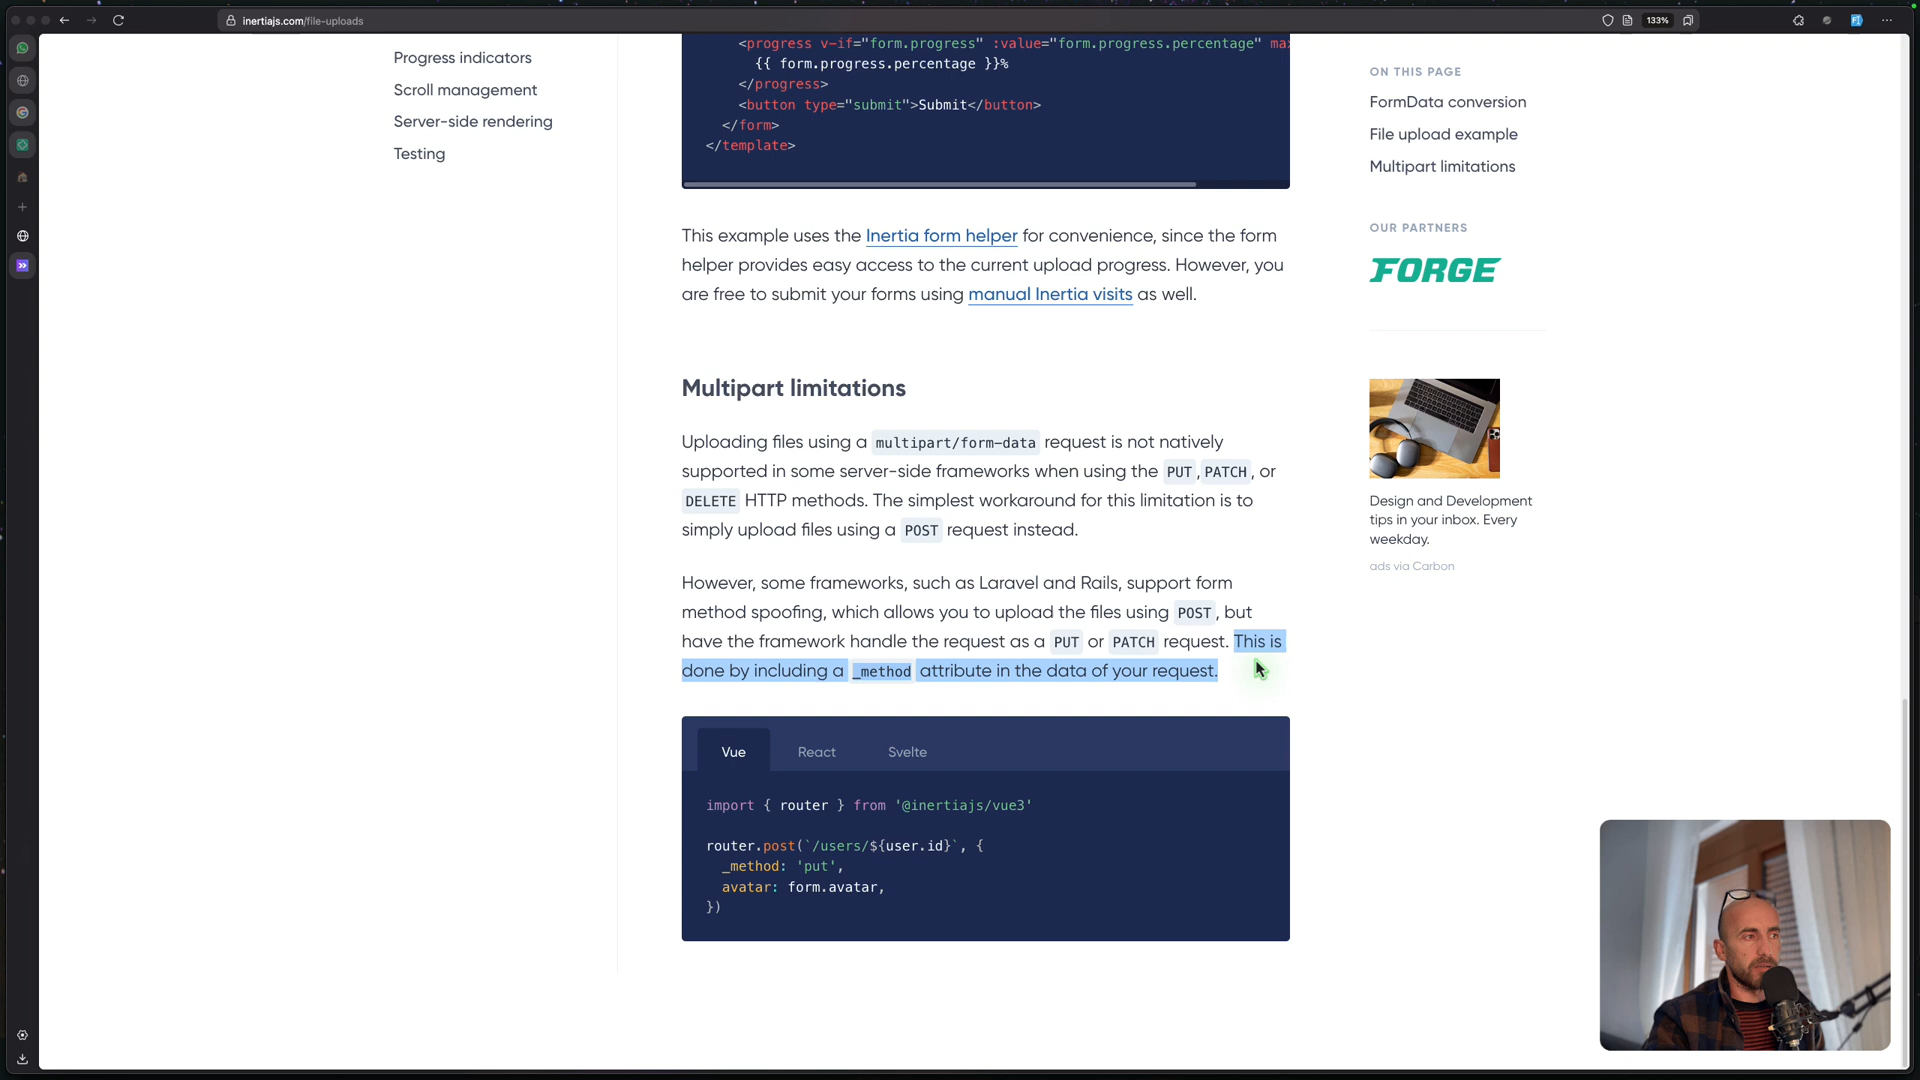 inertiajs.com/file-uploads
133%
Progress indicators
Scroll management
Server-side rendering
Testing
<progress v-if="form.progress" :value="form.progress.percentage" max
{{ form.progress.percentage }}%
</progress>
<button type="submit">Submit</button>
</form>
</template>
This example uses the Inertia form helper for convenience, since the form
helper provides easy access to the current upload progress. However, you
are free to submit your forms using manual Inertia visits as well.
Multipart limitations
Uploading files using a multipart/form-data request is not natively
supported in some server-side frameworks when using the PUT, PATCH, or
DELETE HTTP methods. The simplest workaround for this limitation is to
simply upload files using a POST request instead.
However, some frameworks, such as Laravel and Rails, support form
method spoofing, which allows you to upload the files using POST, but
have the framework handle the request as a PUT or PATCH request. This is
done by including a _method attribute in the data of your request.
Vue React Svelte
import { router } from '@inertiajs/vue3'
router.post(`/users/${user.id}`, {
_method: 'put',
avatar: form.avatar,
})
ON THIS PAGE
FormData conversion
File upload example
Multipart limitations
OUR PARTNERS
FORGE
Design and Development
tips in your inbox. Every
weekday.
ads via Carbon